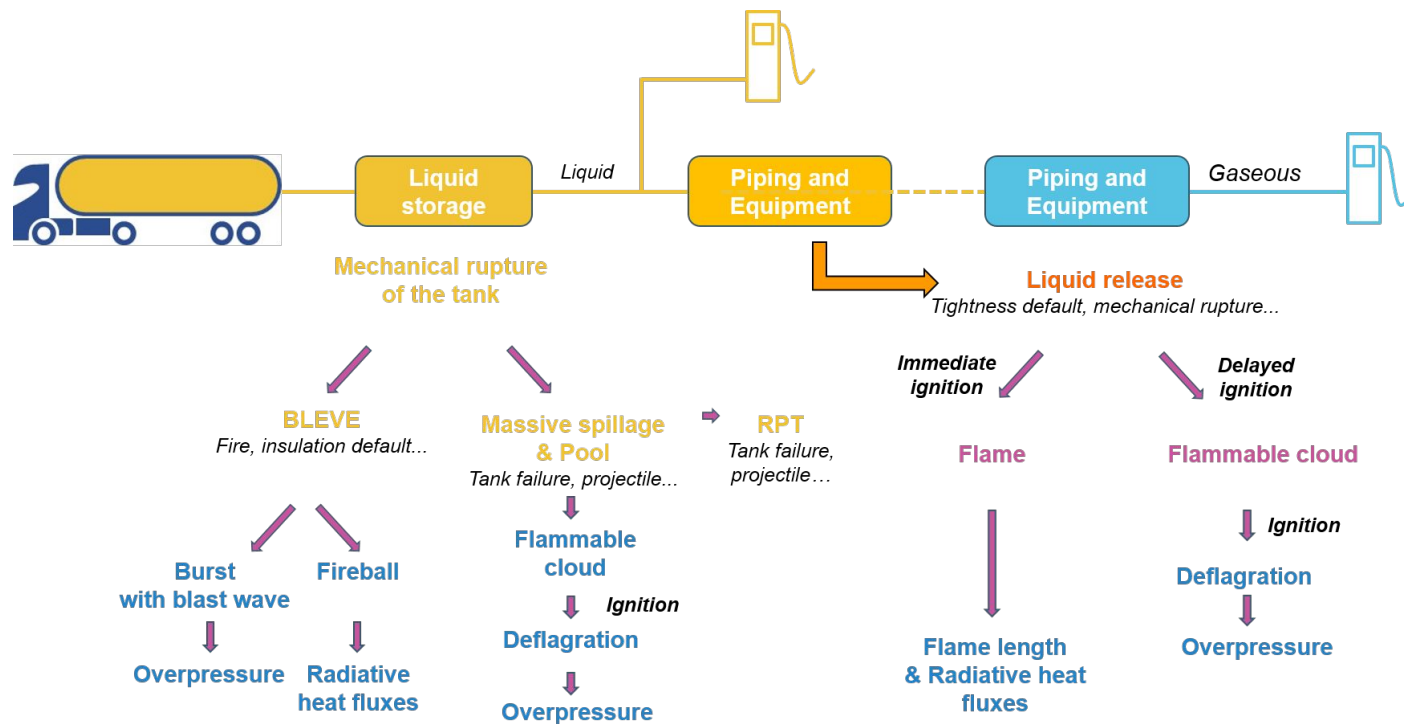 Liquid
storage
Liquid
Piping and
Equipment
Piping and
Equipment
Gaseous
Mechanical rupture
of the tank
Liquid release
Tightness default, mechanical rupture...
Immediate
ignition
Delayed
ignition
BLEVE
Fire, insulation default...
Massive spillage
& Pool
Tank failure, projectile...
RPT
Tank failure,
projectile…
Flame
Flammable cloud
Burst
with blast wave
Fireball
Flammable
cloud
Ignition
Ignition
Deflagration
Deflagration
Overpressure
Radiative
heat fluxes
Overpressure
Flame length
& Radiative heat
fluxes
Overpressure